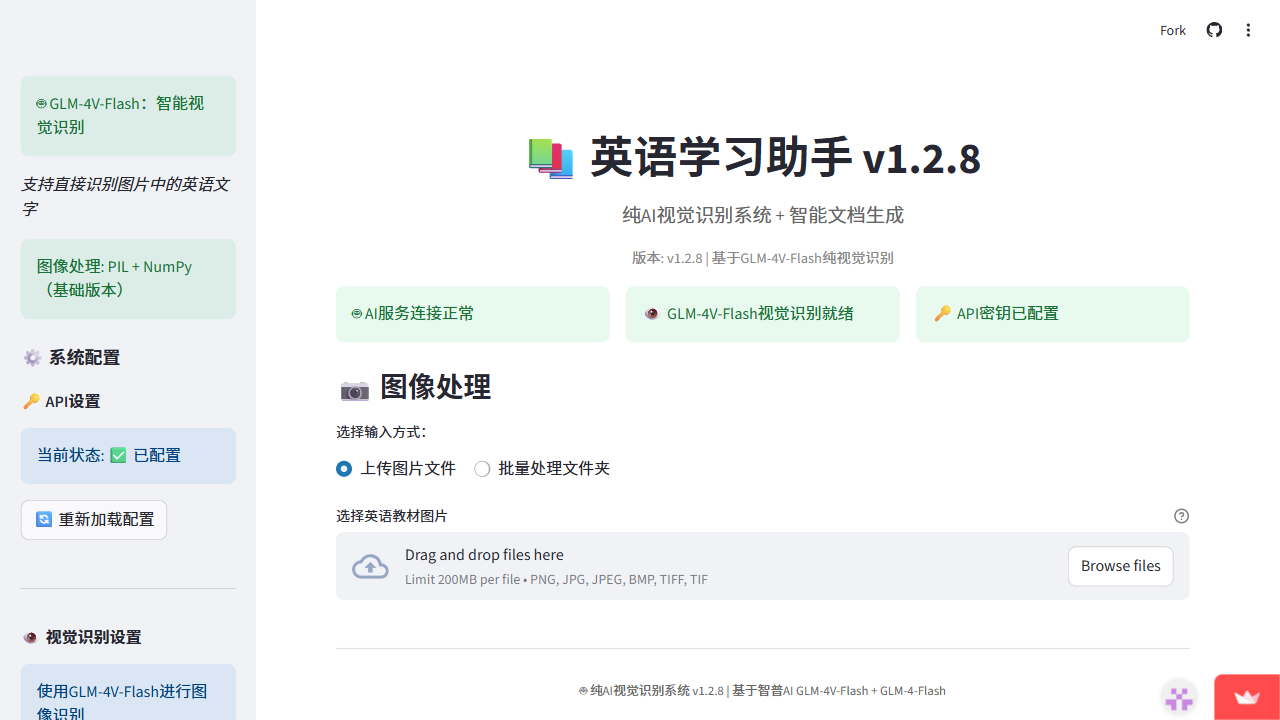 Fork
GLM-4V-Flash：智能视
觉识别
支持直接识别图片中的英语文
字
图像处理: PIL + NumPy
（基础版本）
系统配置
API设置
当前状态: ✅ 已配置
重新加载配置
视觉识别设置
使用GLM-4V-Flash进行图
像识别
英语学习助手 v1.2.8
纯AI视觉识别系统 + 智能文档生成
版本: v1.2.8 | 基于GLM-4V-Flash纯视觉识别
AI服务连接正常
GLM-4V-Flash视觉识别就绪
API密钥已配置
图像处理
选择输入方式：
上传图片文件
批量处理文件夹
选择英语教材图片
Drag and drop files here
Limit 200MB per file • PNG, JPG, JPEG, BMP, TIFF, TIF
Browse files
纯AI视觉识别系统 v1.2.8 | 基于智普AI GLM-4V-Flash + GLM-4-Flash